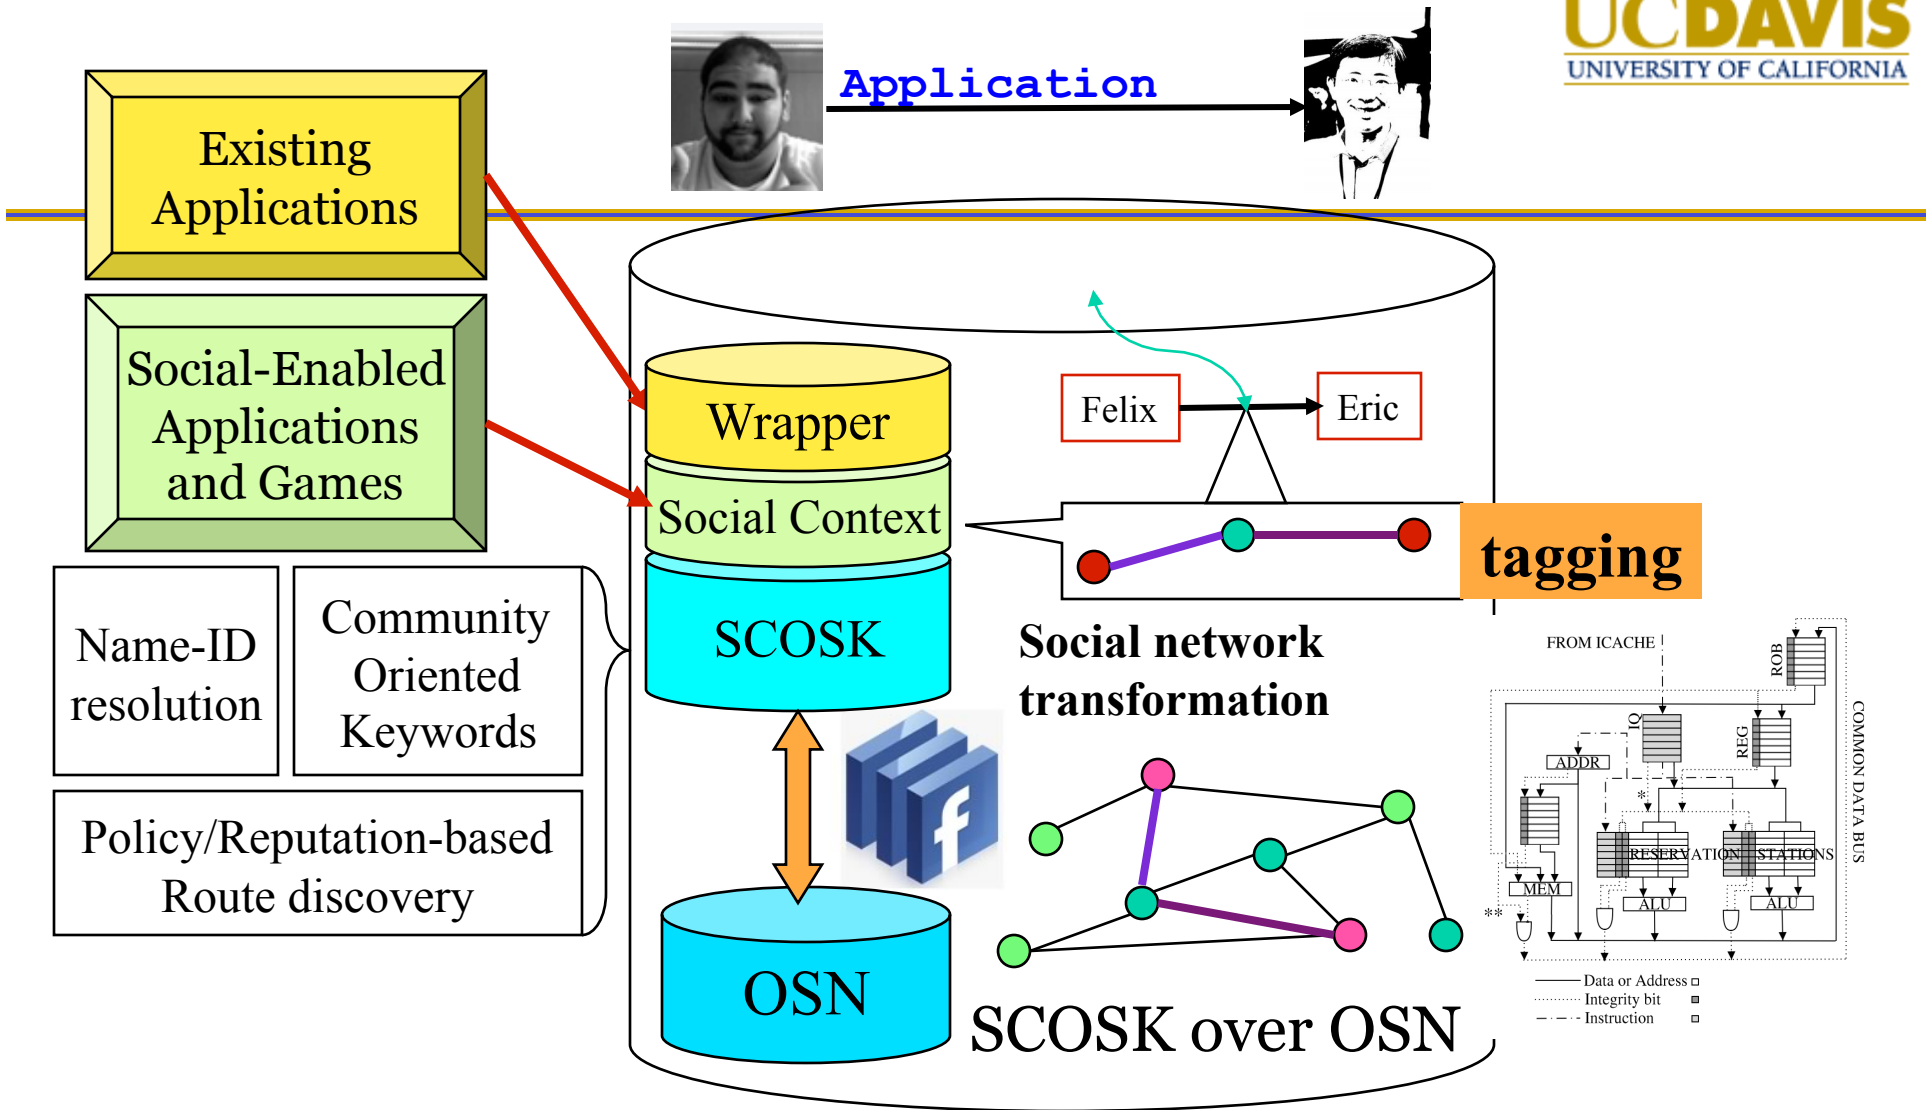 UCDAVIS
UNIVERSITY OF CALIFORNIA
Application
Existing
Applications
Social-Enabled
Applications
and Games
Wrapper
Social Context
SCOSK
OSN
Felix
Eric
tagging
Name-ID
resolution
Community
Oriented
Keywords
Policy/Reputation-based
Route discovery
Social network
transformation
f
SCOSK over OSN
FROM ICACHE
ROB
IQ
REG
ADDR
COMMON DATA BUS
*
RESERVATION STATIONS
MEM
ALU
ALU
**
Data or Address
Integrity bit
Instruction